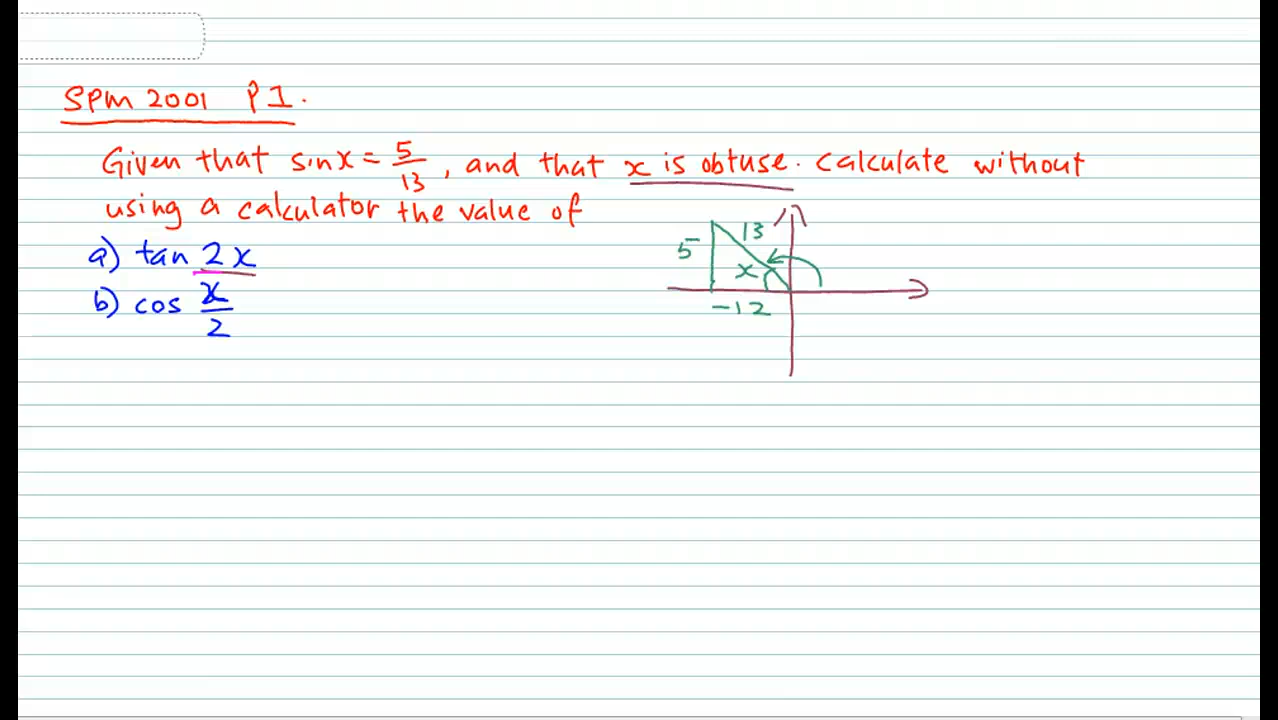 SPM 2001 P1.
Given that sinx = 5/13, and that x is obtuse. Calculate without
using a calculator the value of
a) tan 2x
b) cos x/2
13
5
x
-12